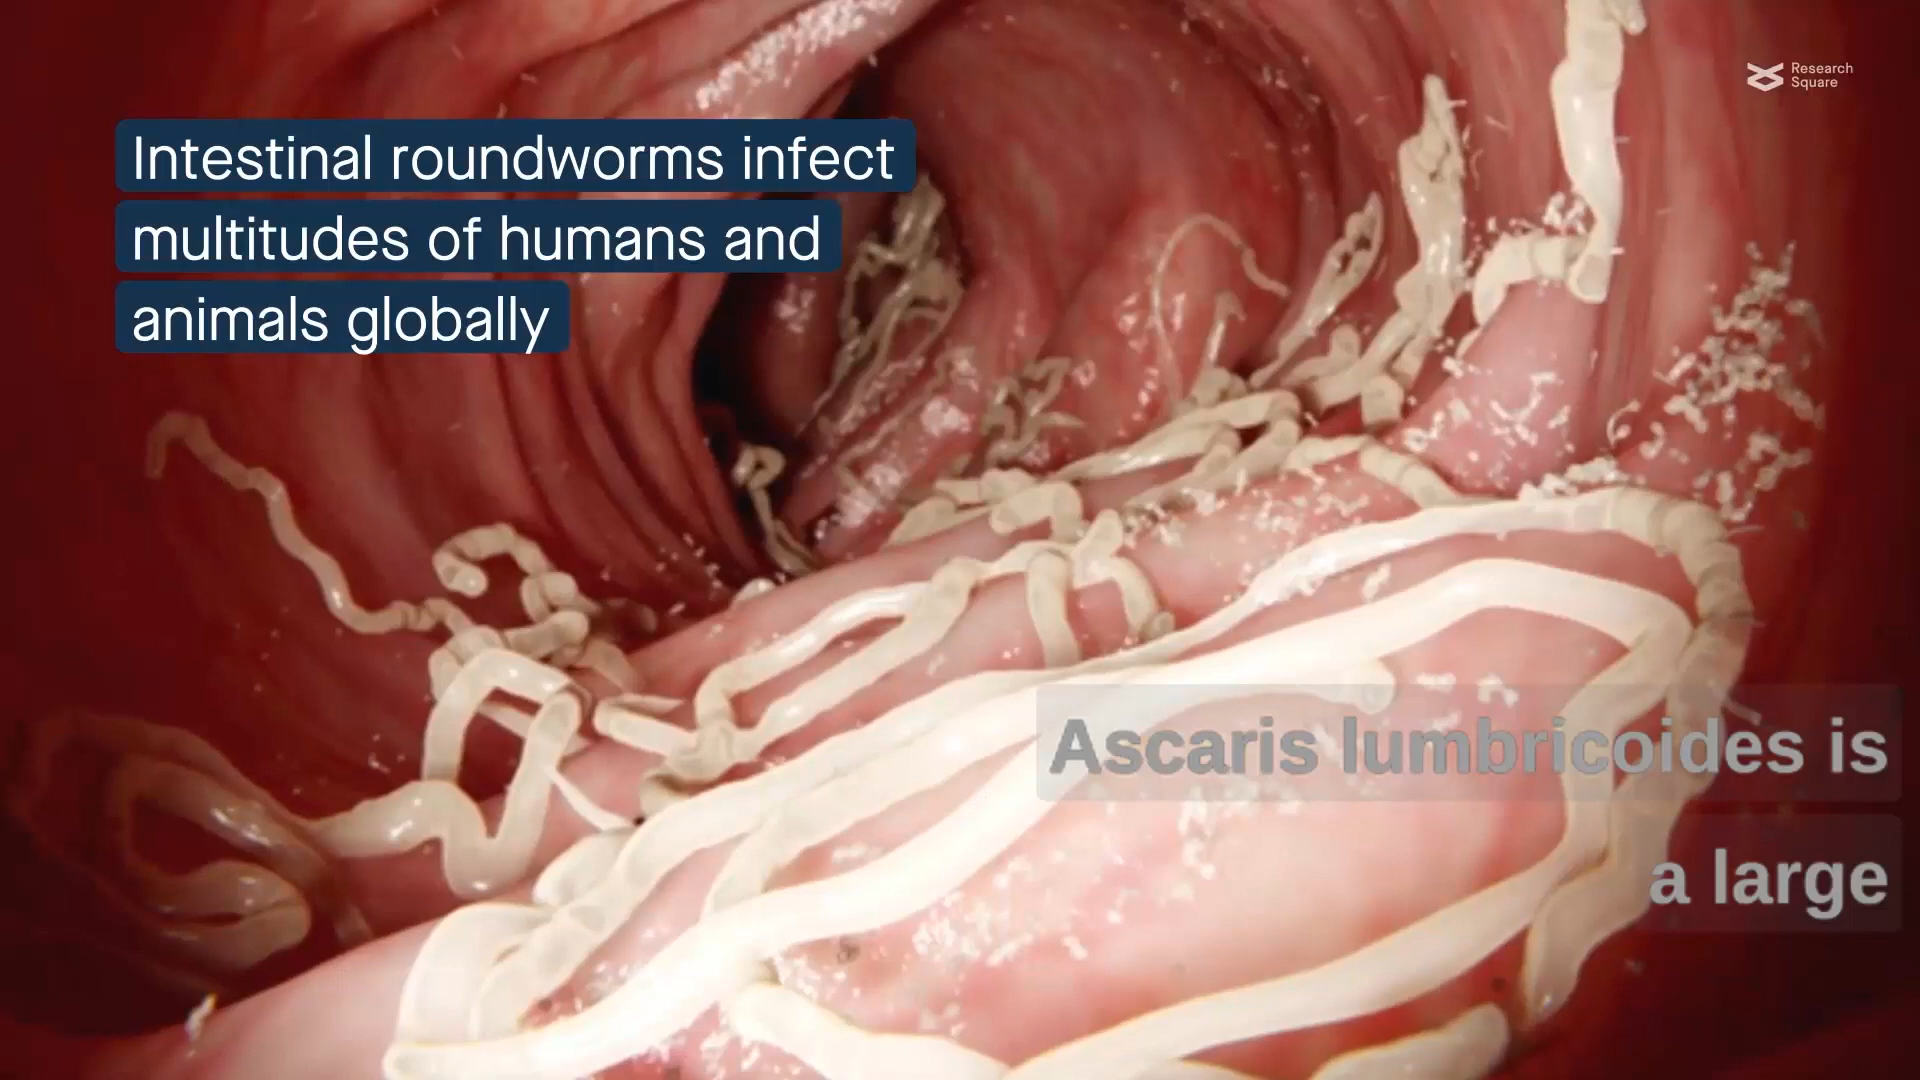 Research
Square
Intestinal roundworms infect
multitudes of humans and
animals globally
Ascaris lumbricoides is
a large